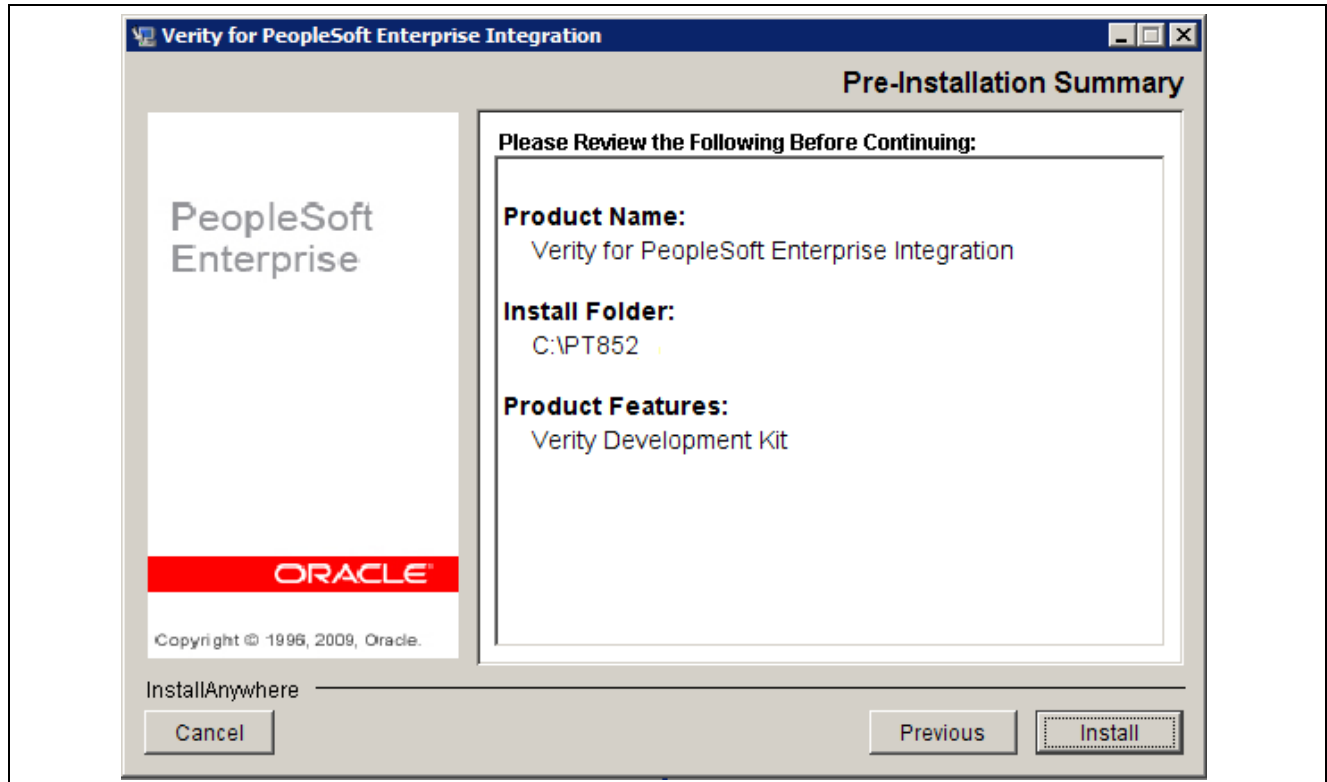 Verity for PeopleSoft Enterprise Integration
Pre-Installation Summary
PeopleSoft
Enterprise
ORACLE
Copyright © 1996, 2009, Oracle.
Please Review the Following Before Continuing:
Product Name:
Verity for PeopleSoft Enterprise Integration
Install Folder:
C:\PT852
Product Features:
Verity Development Kit
InstallAnywhere
Cancel
Previous
Install